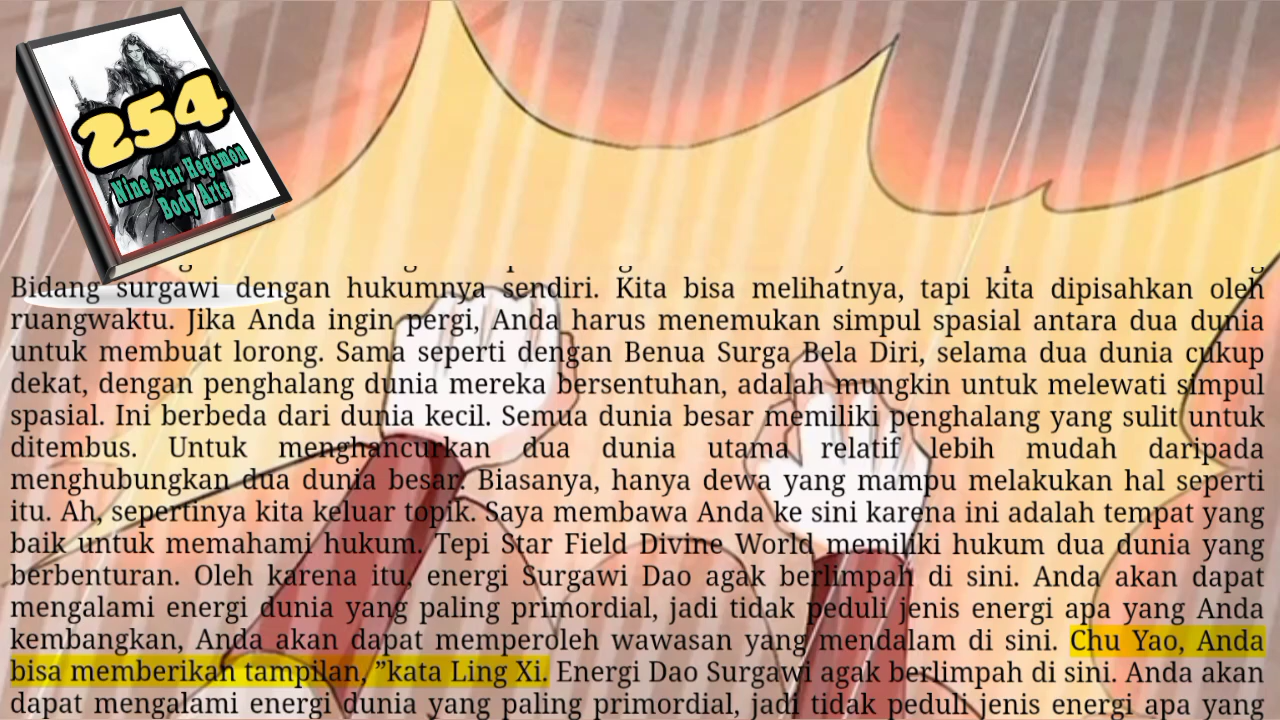 254
Nine Star Hegemon
Body Arts
Bidang surgawi dengan hukumnya sendiri. Kita bisa melihatnya, tapi kita dipisahkan oleh
ruangwaktu. Jika Anda ingin pergi, Anda harus menemukan simpul spasial antara dua dunia
untuk membuat lorong. Sama seperti dengan Benua Surga Bela Diri, selama dua dunia cukup
dekat, dengan penghalang dunia mereka bersentuhan, adalah mungkin untuk melewati simpul
spasial. Ini berbeda dari dunia kecil. Semua dunia besar memiliki penghalang yang sulit untuk
ditembus. Untuk menghancurkan dua dunia utama relatif lebih mudah daripada
menghubungkan dua dunia besar. Biasanya, hanya dewa yang mampu melakukan hal seperti
itu. Ah, sepertinya kita keluar topik. Saya membawa Anda ke sini karena ini adalah tempat yang
baik untuk memahami hukum. Tepi Star Field Divine World memiliki hukum dua dunia yang
berbenturan. Oleh karena itu, energi Surgawi Dao agak berlimpah di sini. Anda akan dapat
mengalami energi dunia yang paling primordial, jadi tidak peduli jenis energi apa yang Anda
kembangkan, Anda akan dapat memperoleh wawasan yang mendalam di sini. Chu Yao, Anda
bisa memberikan tampilan, ”kata Ling Xi. Energi Dao Surgawi agak berlimpah di sini. Anda akan
dapat mengalami energi dunia yang paling primordial, jadi tidak peduli jenis energi apa yang